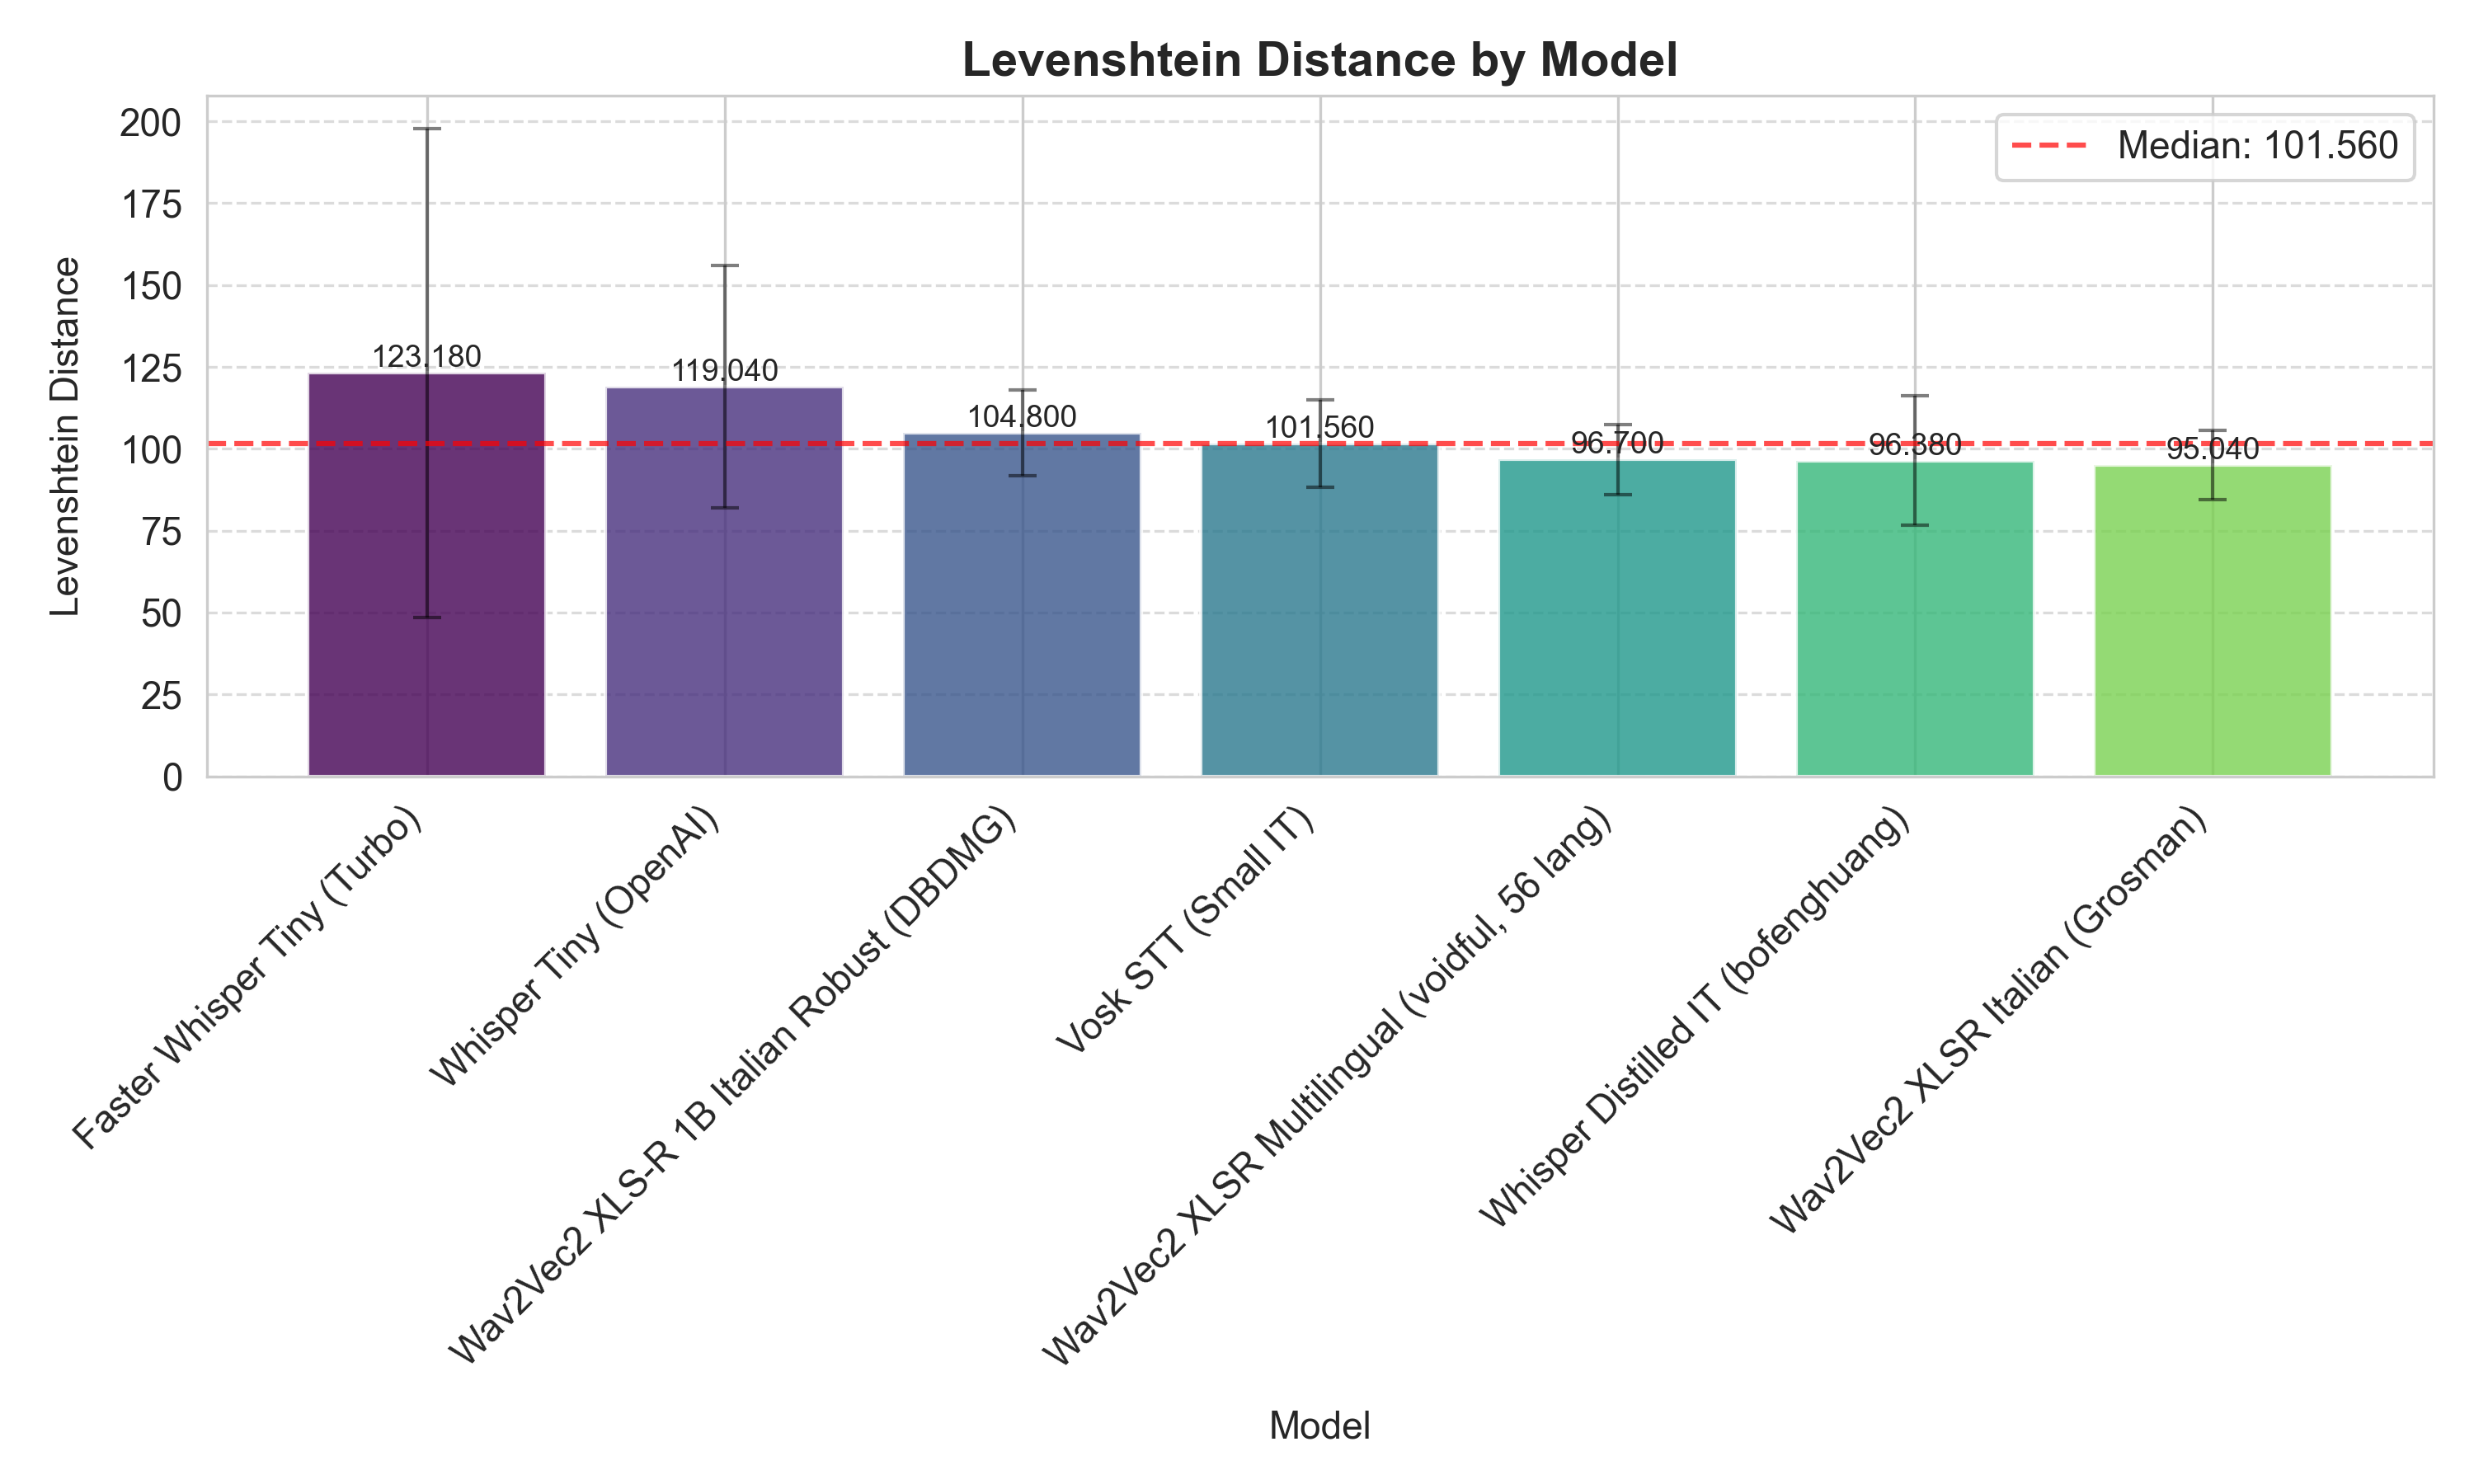 Levenshtein Distance by Model
Median: 101.560
Levenshtein Distance
200
175
150
125
100
75
50
25
0
123.180
119.040
104.800
101.560
96.700
96.380
95.040
Faster Whisper Tiny (Turbo)
Whisper Tiny (OpenAI)
Wav2Vec2 XLS-R 1B Italian Robust (DBDMG)
Vosk STT (Small IT)
Wav2Vec2 XLSR Multilingual (voidful, 56 lang)
Whisper Distilled IT (bofenghuang)
Wav2Vec2 XLSR Italian (Grosman)
Model